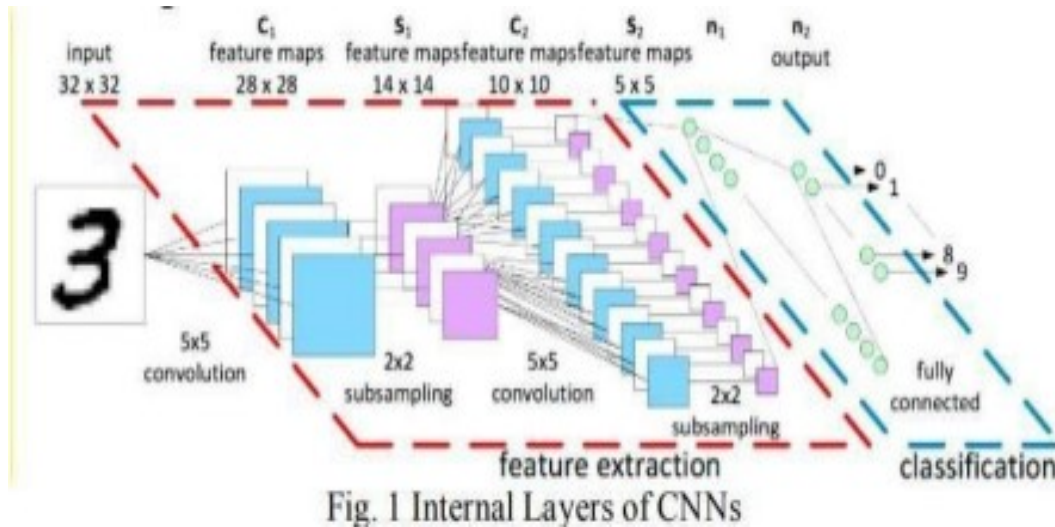 C₁ S₁ C₂ S₂ n₁ n₂
input feature maps feature maps feature maps feature maps output
32 x 32 28 x 28 14 x 14 10 x 10 5 x 5
3
0
1
8
9
5x5
convolution
2x2
subsampling
5x5
convolution
2x2
subsampling
fully
connected
feature extraction
classification
Fig. 1 Internal Layers of CNNs